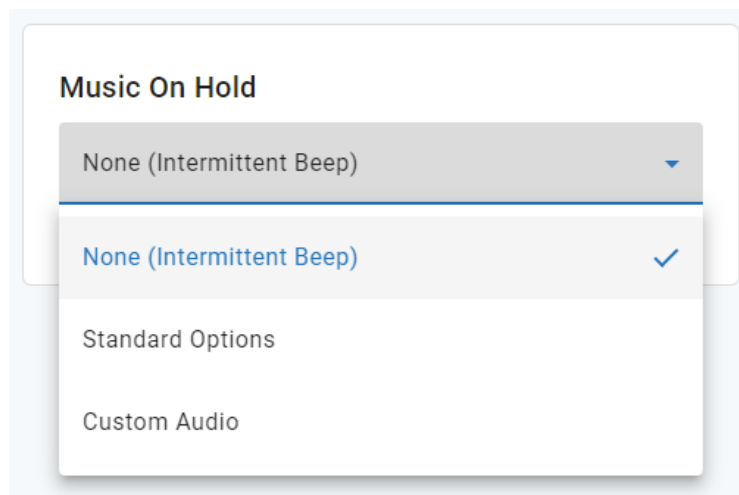 Music On Hold
None (Intermittent Beep)
None (Intermittent Beep)
Standard Options
Custom Audio